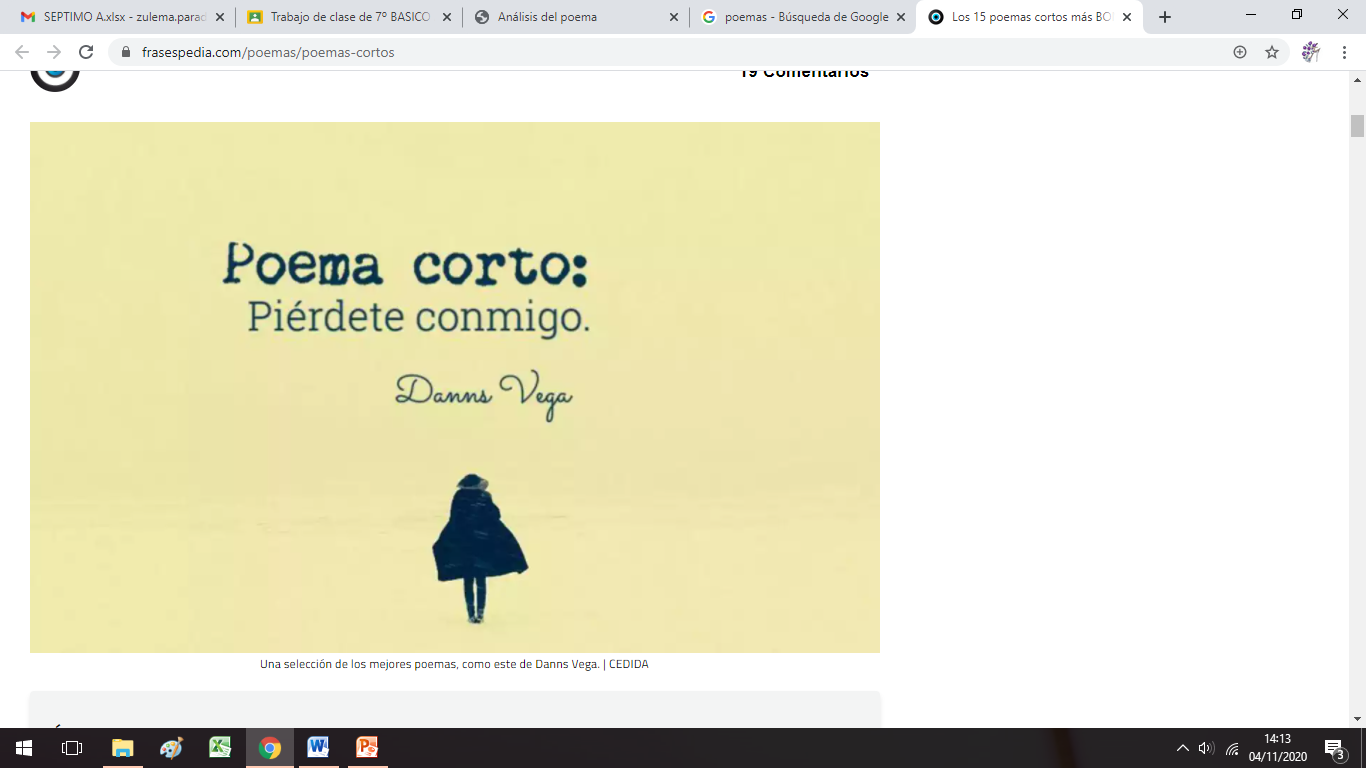 SEPTIMO A.xlsx - zulema.parad
Trabajo de clase de 7º BASICO
Análisis del poema
poemas - Búsqueda de Google
Los 15 poemas cortos más BO
frasespedia.com/poemas/poemas-cortos
19 Comentarios
Poema corto:
Piérdete conmigo.
Danns Vega
Una selección de los mejores poemas, como este de Danns Vega. | CEDIDA
14:13
04/11/2020
3